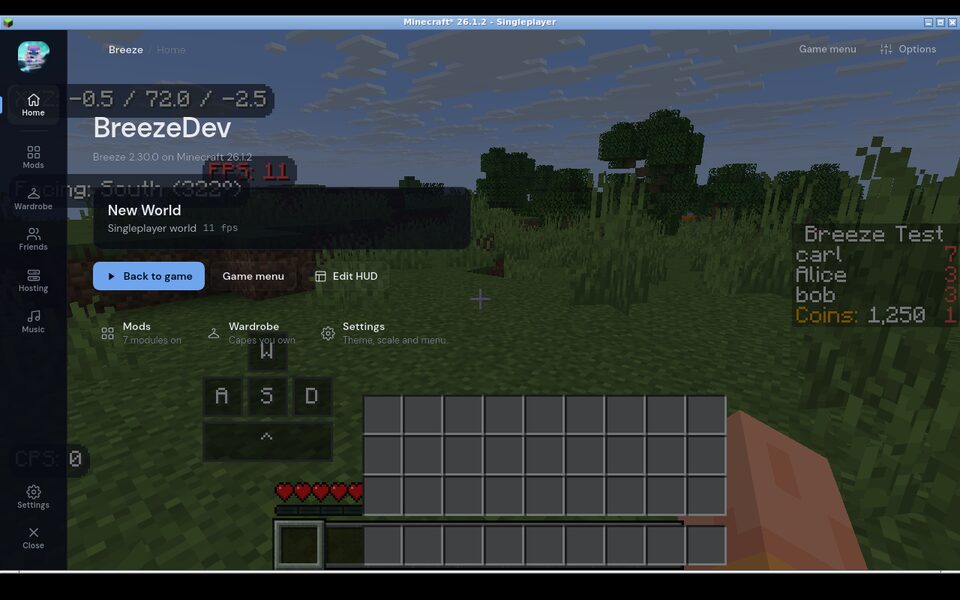 Minecraft* 26.1.2 - Singleplayer
Breeze / Home
Game menu
Options
Home
-0.5 / 72.0 / -2.5
BreezeDev
Breeze 2.30.0 on Minecraft 26.1.2
FPS: 11
Mods
Facing: South (322°)
Wardrobe
New World
Singleplayer world 11 fps
Friends
Breeze Test
carl 7
Alice 3
bob 3
Coins: 1,250 1
Back to game
Game menu
Edit HUD
Hosting
Music
Mods
7 modules on
Wardrobe
Capes you own
Settings
Theme, scale and menu
W
A S D
^
CPS: 0
Settings
Close